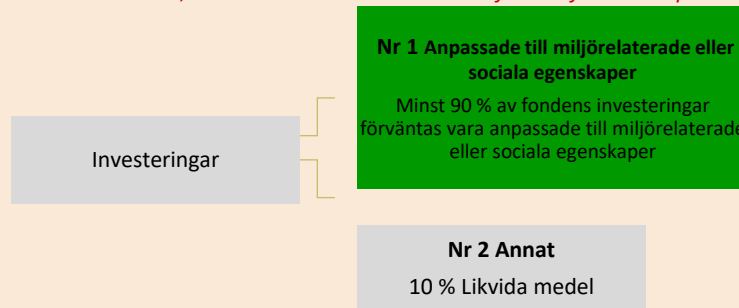 Nr 1 Anpassade till miljörelaterade eller
sociala egenskaper
Minst 90 % av fondens investeringar
förväntas vara anpassade till miljörelaterade
eller sociala egenskaper
Investeringar
Nr 2 Annat
10 % Likvida medel